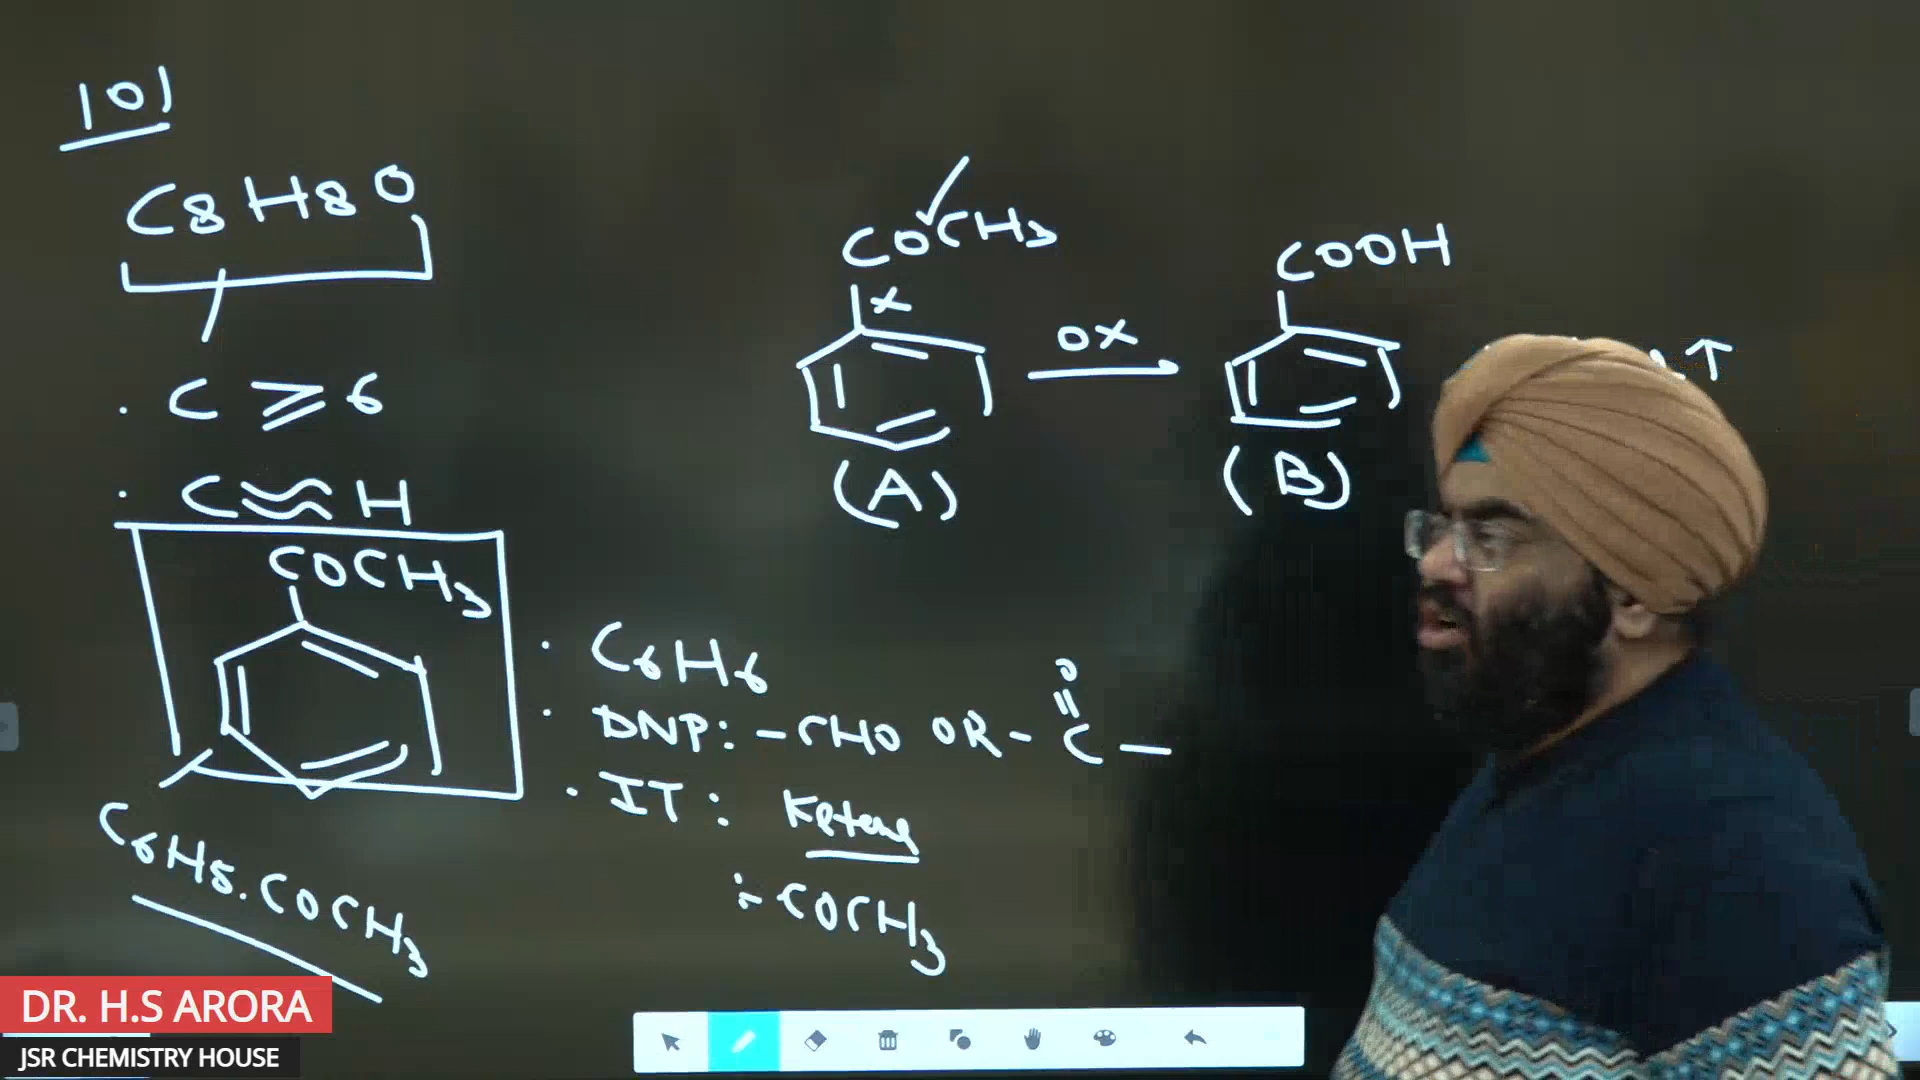 101
C8H8O
. C ≥ 6
. C ≈ H
COCH3
C6H5.COCH3
COCH3
x
(A)
OX
COOH
(B)
↑
. C6H6
. DNP: -CHO OR - C -
O
. IT : Ketone
:- COCH3
DR. H.S ARORA
JSR CHEMISTRY HOUSE